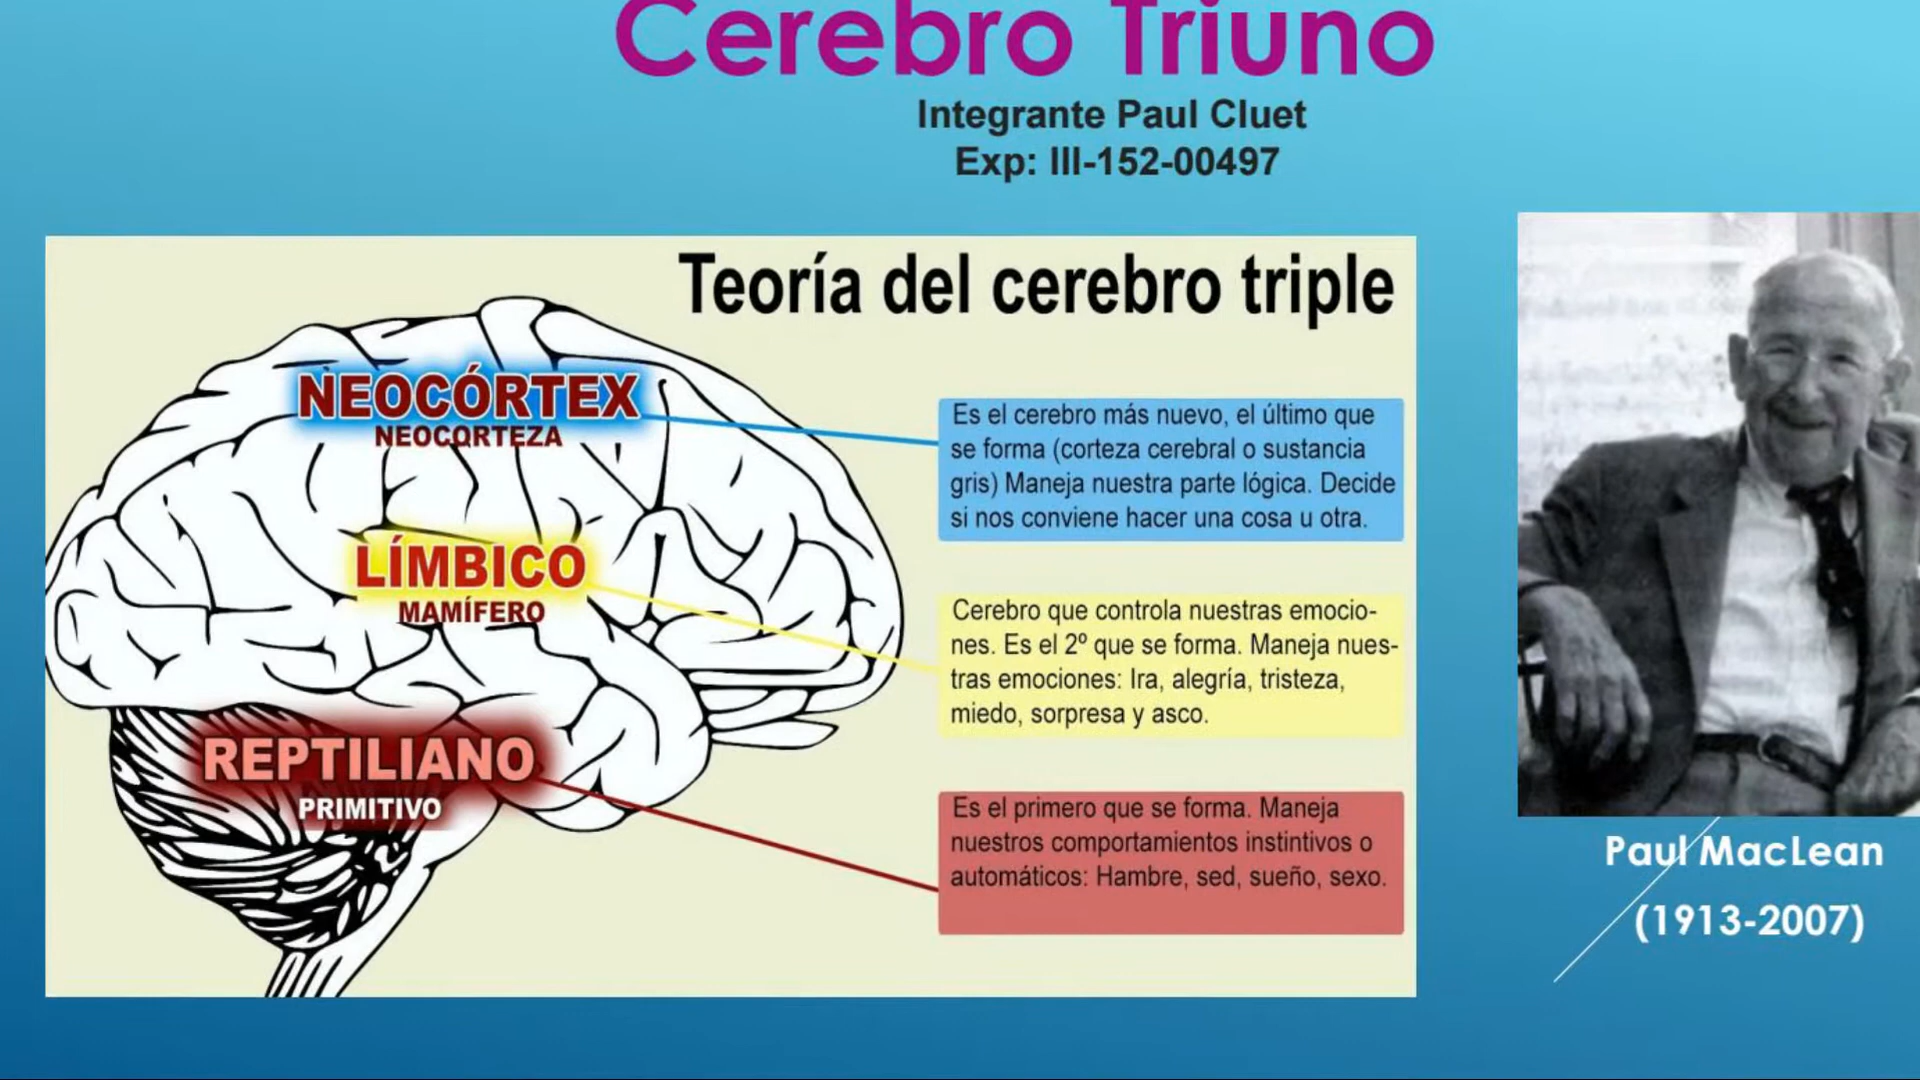 Cerebro Triuno
Integrante Paul Cluet
Exp: III-152-00497
Teoría del cerebro triple
NEOCÓRTEX
NEOCORTEZA
Es el cerebro más nuevo, el último que
se forma (corteza cerebral o sustancia
gris) Maneja nuestra parte lógica. Decide
si nos conviene hacer una cosa u otra.
LÍMBICO
MAMÍFERO
Cerebro que controla nuestras emocio-
nes. Es el 2º que se forma. Maneja nues-
tras emociones: Ira, alegría, tristeza,
miedo, sorpresa y asco.
REPTILIANO
PRIMITIVO
Es el primero que se forma. Maneja
nuestros comportamientos instintivos o
automáticos: Hambre, sed, sueño, sexo.
Paul MacLean
(1913-2007)